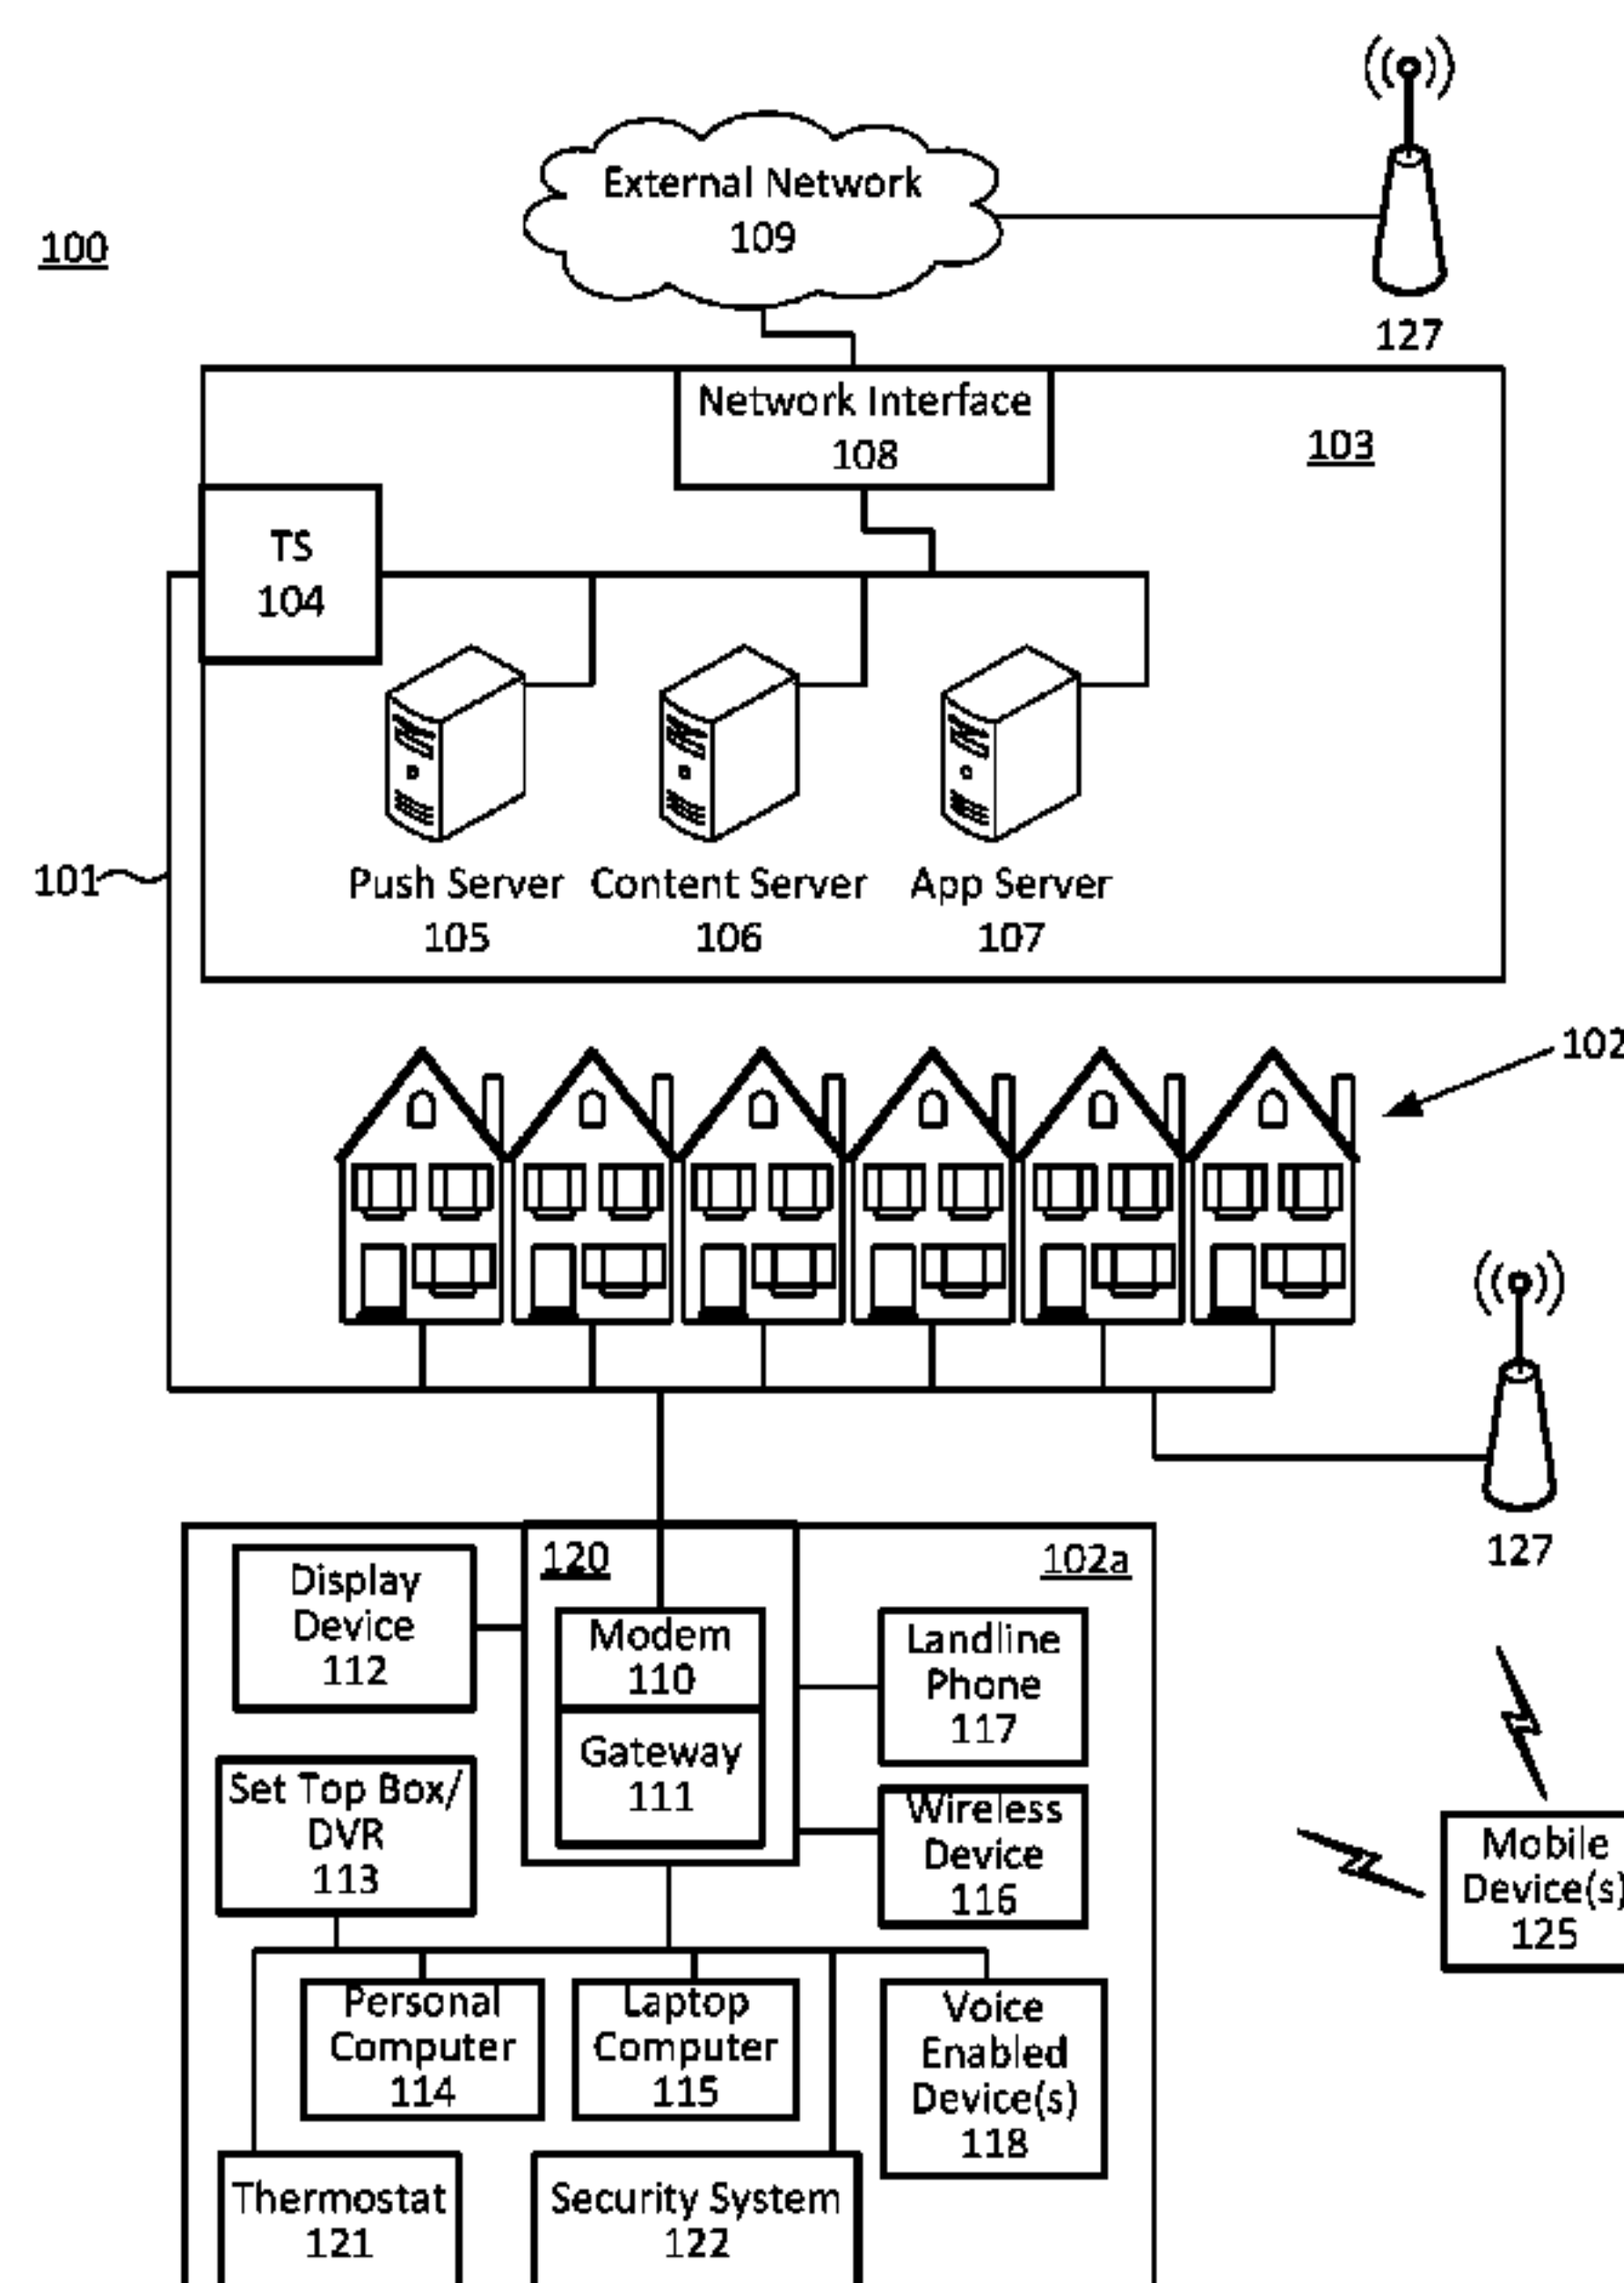 100
External Network
109
127
Network Interface
108
103
TS
104
101
Push Server
105
Content Server
106
App Server
107
102
127
120
102a
Display
Device
112
Modem
110
Gateway
111
Landline
Phone
117
Set Top Box/
DVR
113
Wireless
Device
116
Mobile
Device(s)
125
Personal
Computer
114
Laptop
Computer
115
Voice
Enabled
Device(s)
118
Thermostat
121
Security System
122